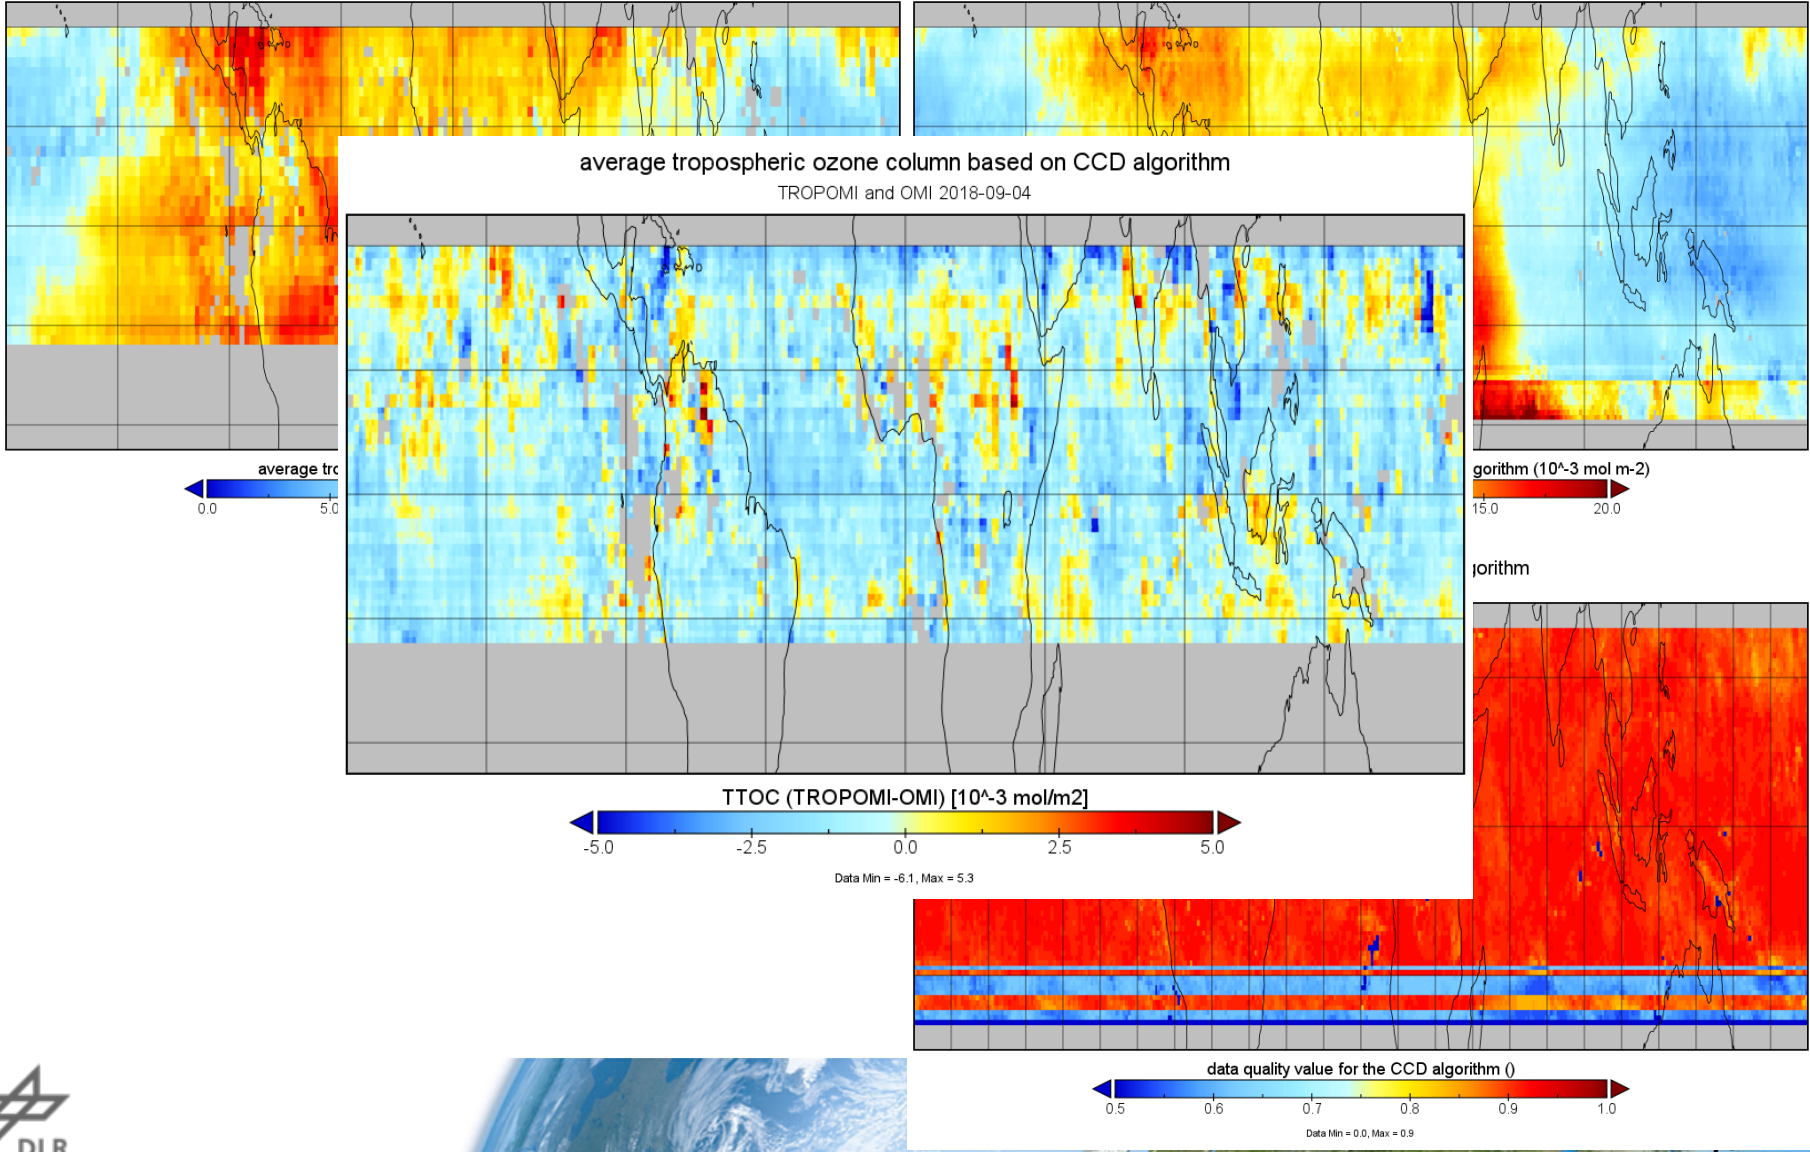 average tropospheric ozone column based on CCD algorithm
TROPOMI and OMI 2018-09-04
TTOC (TROPOMI-OMI) [10^-3 mol/m2]
-5.0 -2.5 0.0 2.5 5.0
Data Min = -6.1, Max = 5.3
average
0.0
gorithm (10^-3 mol m-2)
15.0 20.0
gorithm
data quality value for the CCD algorithm ()
0.5 0.6 0.7 0.8 0.9 1.0
Data Min = 0.0, Max = 0.9
DLR